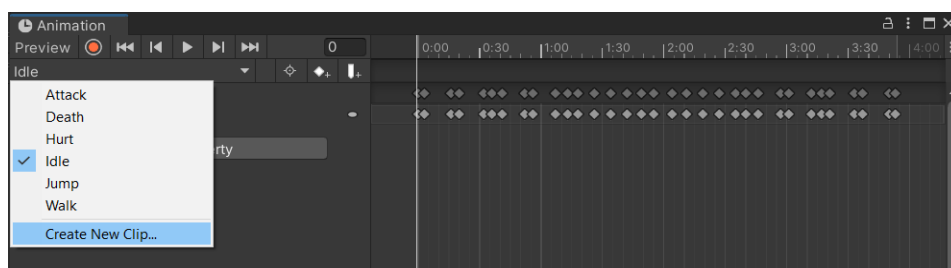 Animation
Preview 0 0:00 0:30 1:00 1:30 2:00 2:30 3:00 3:30 4:00
Idle
Attack
Death
Hurt
Idle
rty
Jump
Walk
Create New Clip...